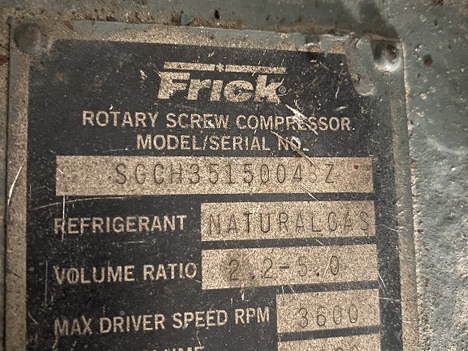 Frick
ROTARY SCREW COMPRESSOR
MODEL/SERIAL NO.
REFRIGERANT NATURALGAS
VOLUME RATIO 2.2-5.0
MAX DRIVER SPEED RPM 3600